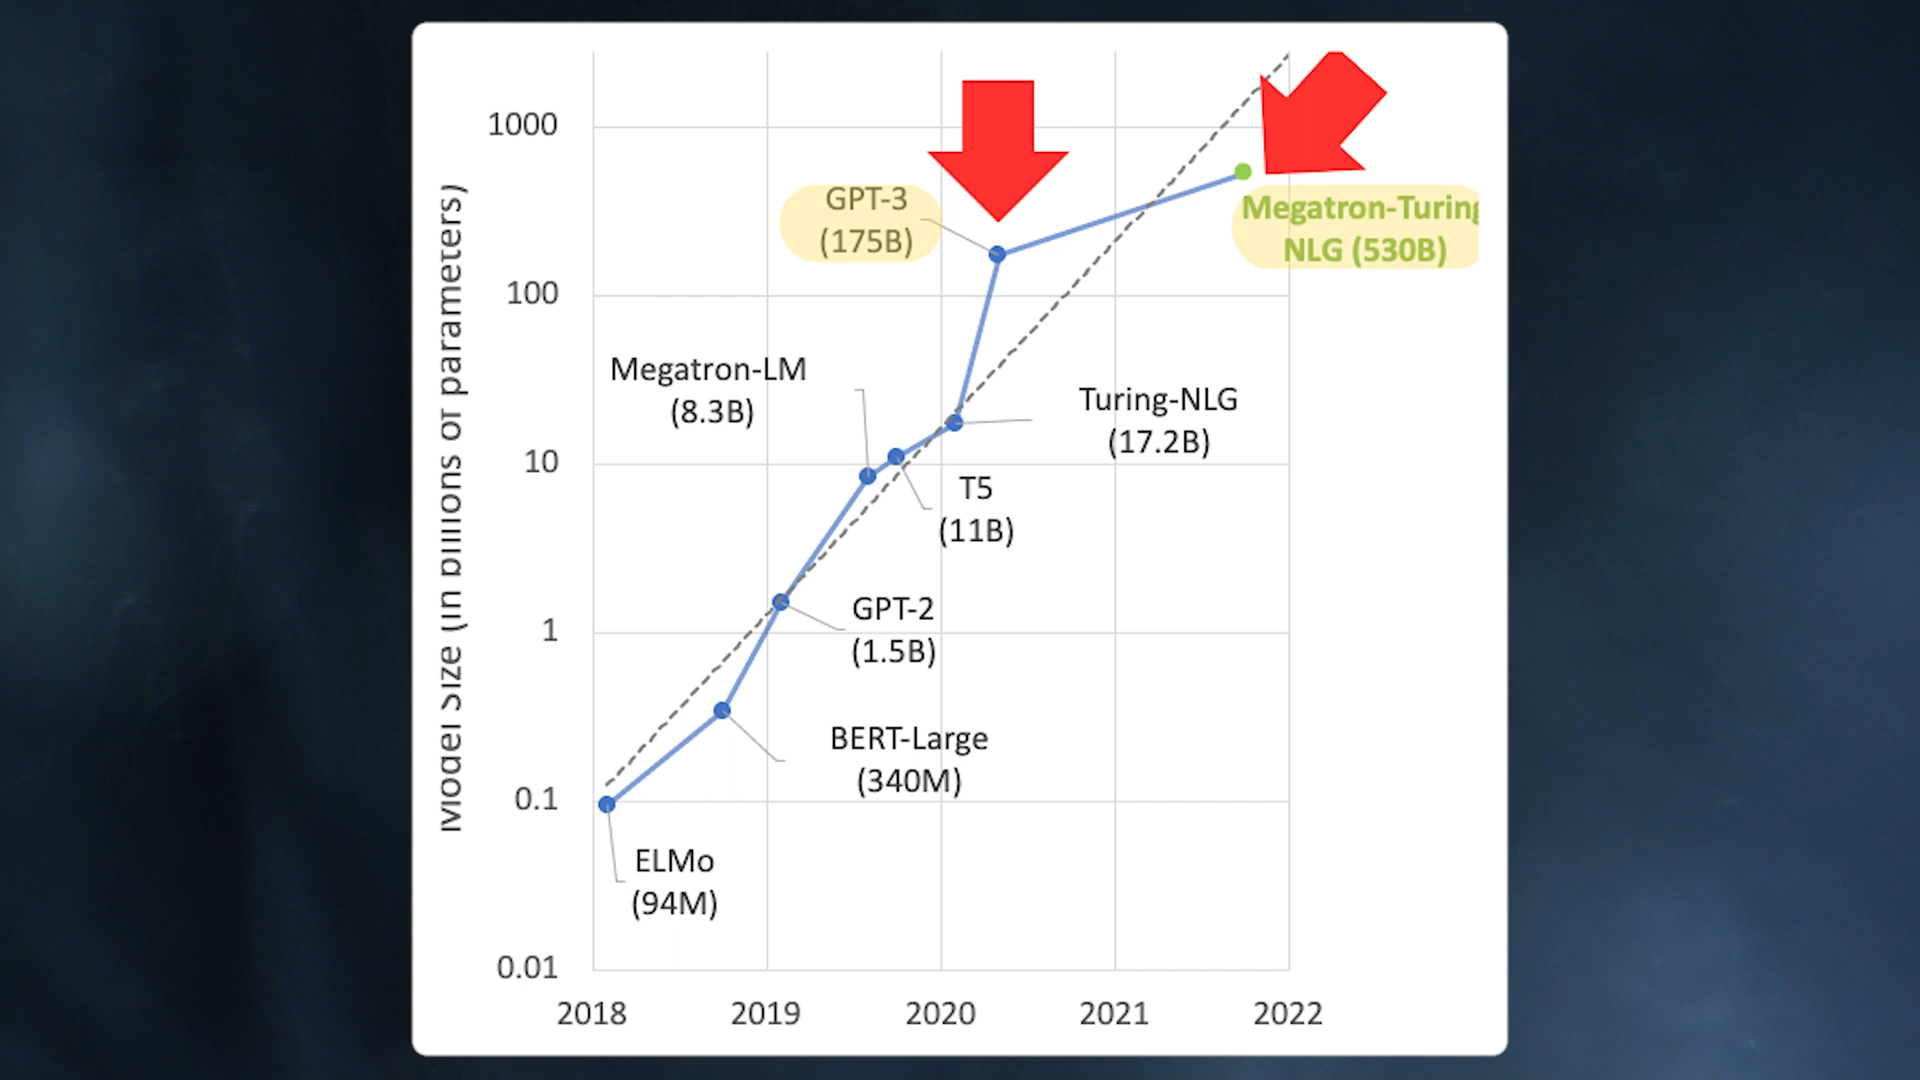 Model Size (in billions of parameters)
1000
100
10
1
0.1
0.01
2018
2019
2020
2021
2022
GPT-3
(175B)
Megatron-Turing
NLG (530B)
Megatron-LM
(8.3B)
Turing-NLG
(17.2B)
T5
(11B)
GPT-2
(1.5B)
BERT-Large
(340M)
ELMo
(94M)